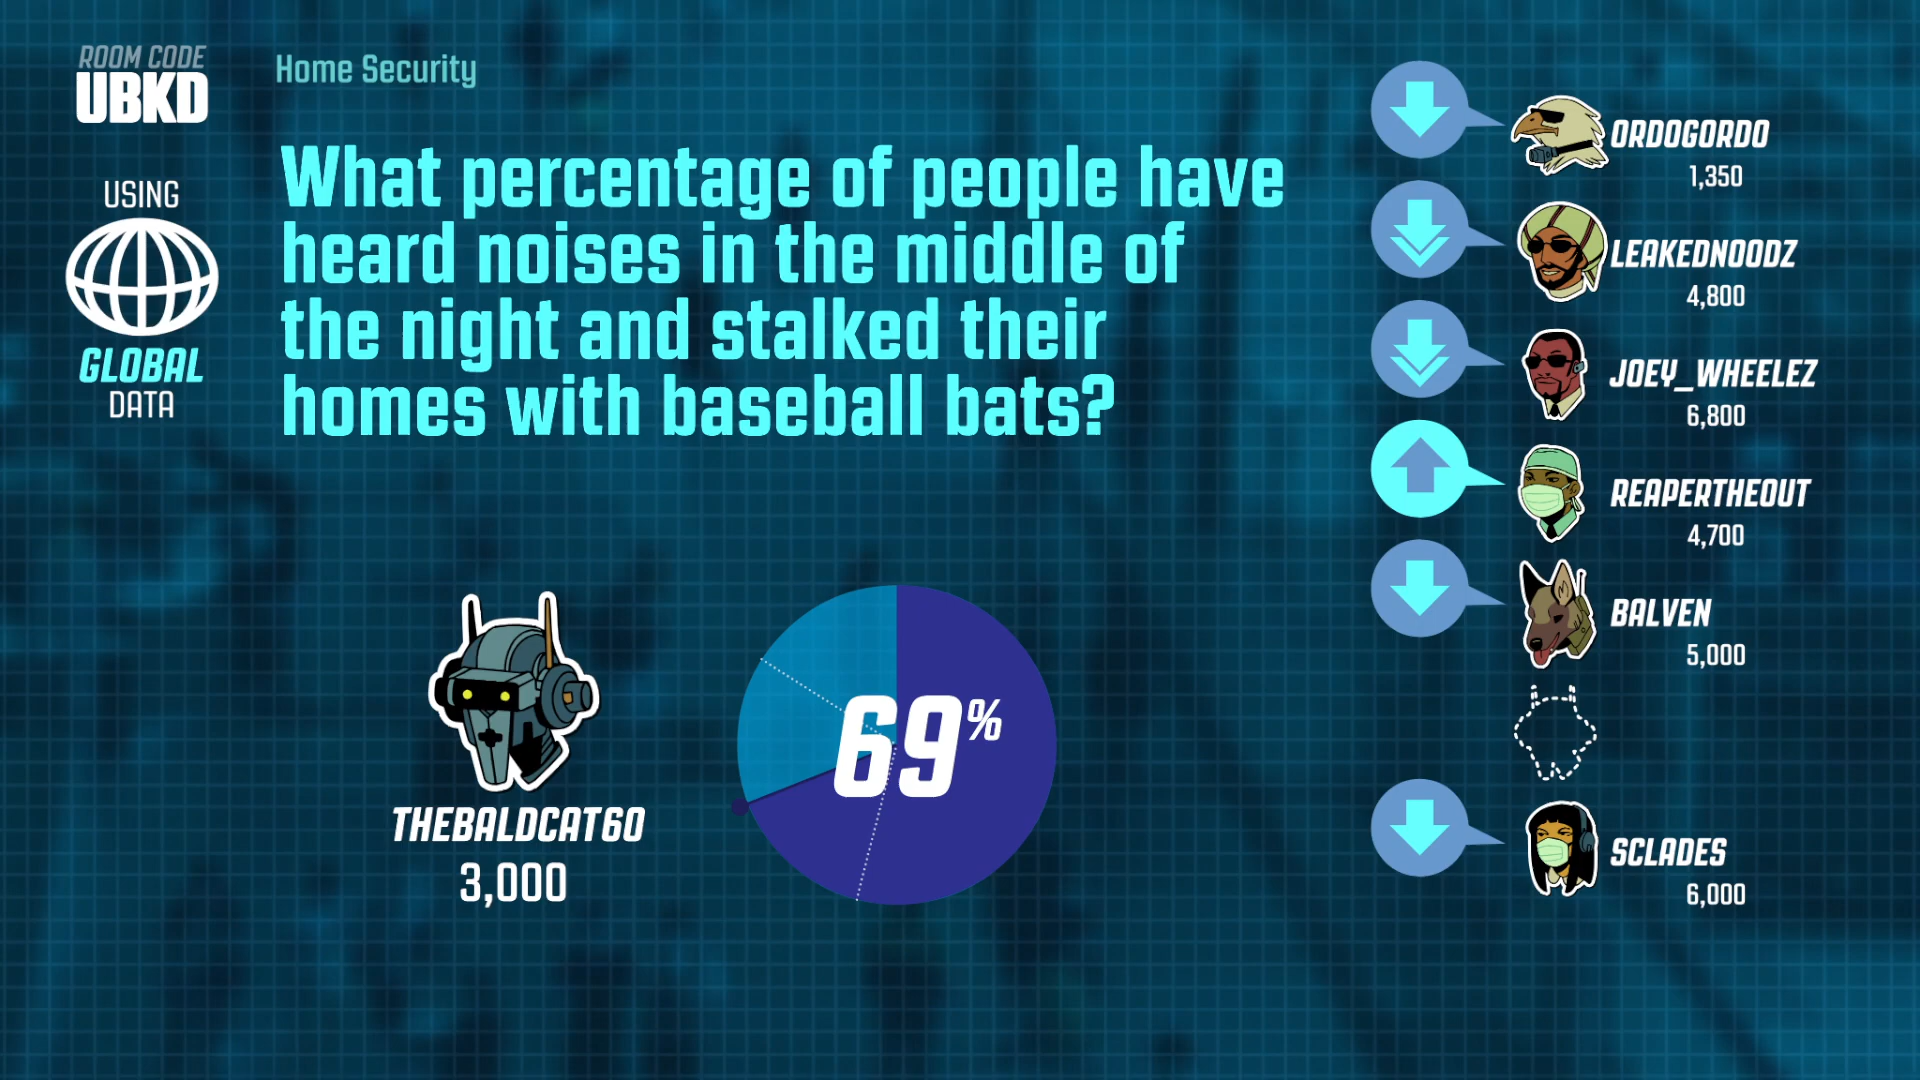 ROOM CODE
UBKD
Home Security
USING
GLOBAL
DATA
What percentage of people have
heard noises in the middle of
the night and stalked their
homes with baseball bats?
THEBALDCAT60
3,000
69%
ORDOGORDO
1,350
LEAKEDNOODZ
4,800
JOEY_WHEELEZ
6,800
REAPERTHEOUT
4,700
BALVEN
5,000
SCLADES
6,000